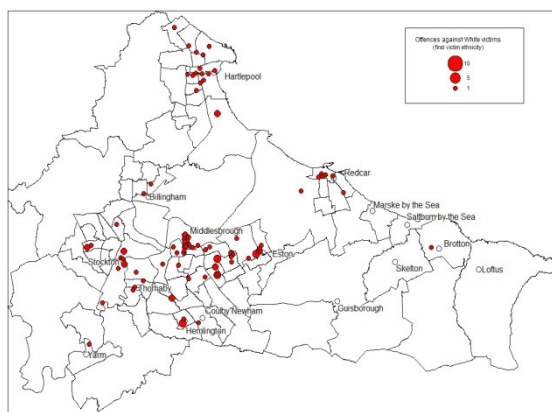 Offences against White victims
(first victim ethnicity)
10
5
1
Hartlepool
Redcar
Marske by the Sea
Saltburn by the Sea
Billingham
Middlesbrough
Brotton
Eston
Stockton
Skelton
Loftus
Thornaby
Guisborough
Coulby Newham
Hemlington
Yarm